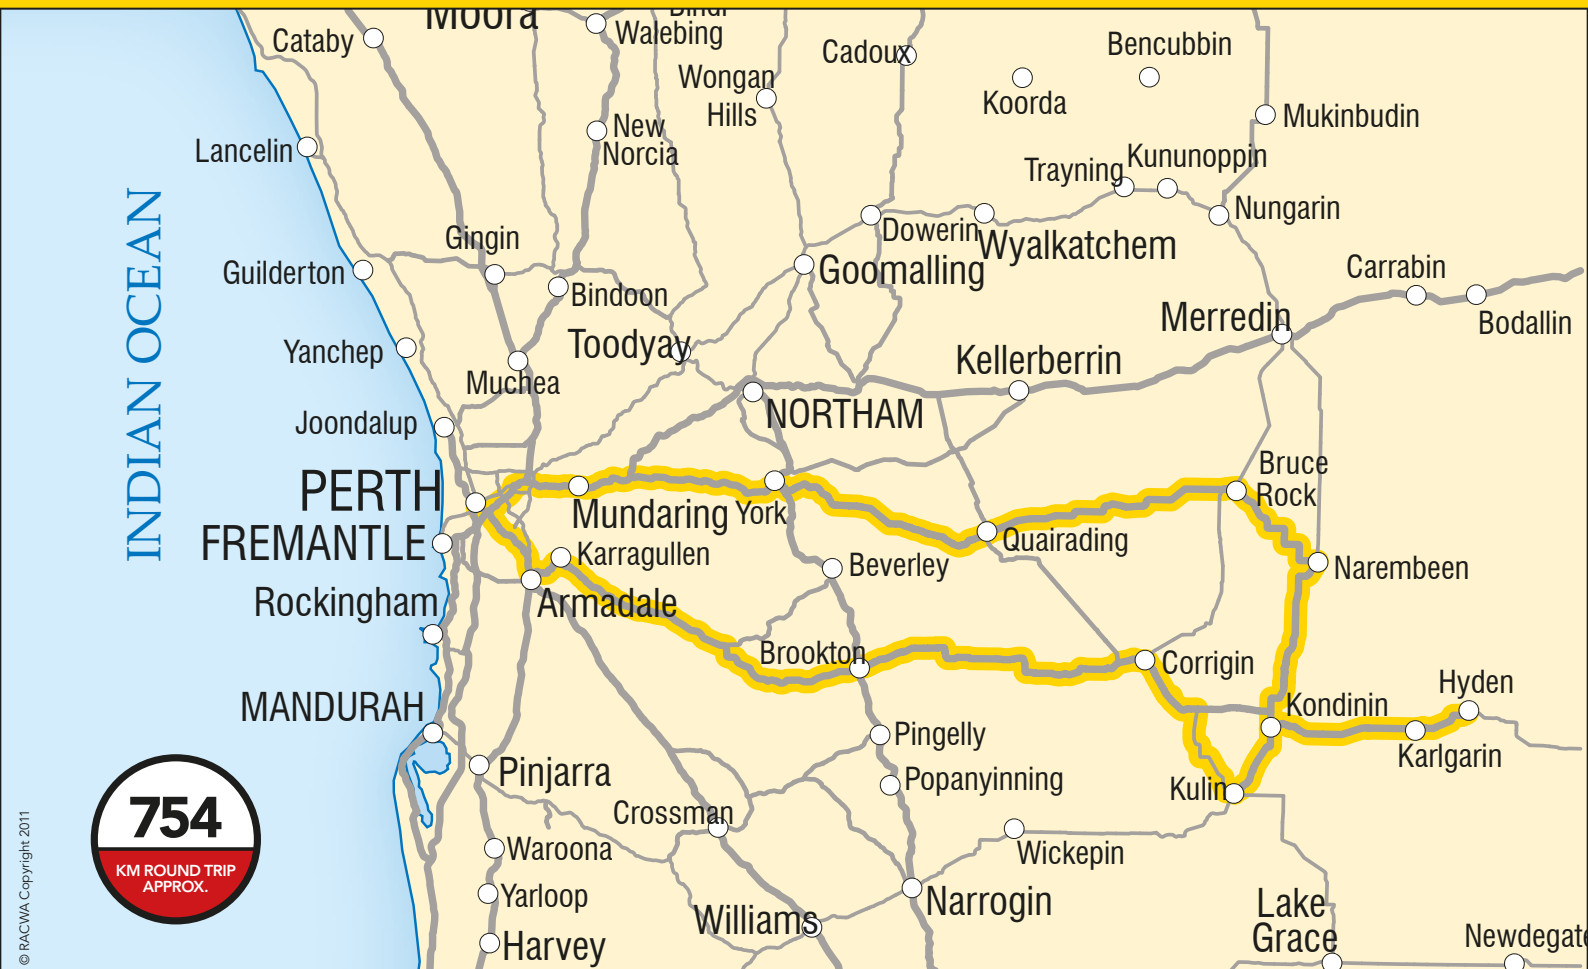 Moora
Bindi
Cataby
Walebing
Cadoux
Bencubbin
Wongan
Hills
Koorda
Mukinbudin
New
Norcia
Lancelin
Trayning
Kununoppin
Nungarin
Dowerin
Wyalkatchem
Gingin
Guilderton
Goomalling
Carrabin
Bindoon
Bodallin
Merredin
Toodyay
Yanchep
Kellerberrin
Muchea
NORTHAM
Joondalup
INDIAN OCEAN
PERTH
Bruce
Rock
Mundaring
York
FREMANTLE
Quairading
Karragullen
Beverley
Narembeen
Rockingham
Armadale
Brookton
Corrigin
MANDURAH
Kondinin
Hyden
Pingelly
Karlgarin
Pinjarra
Popanyinning
Kulin
Crossman
754
KM ROUND TRIP
APPROX.
Waroona
Wickepin
Yarloop
Narrogin
Williams
Lake
Grace
Harvey
Newdegate
© RACWA Copyright 2011